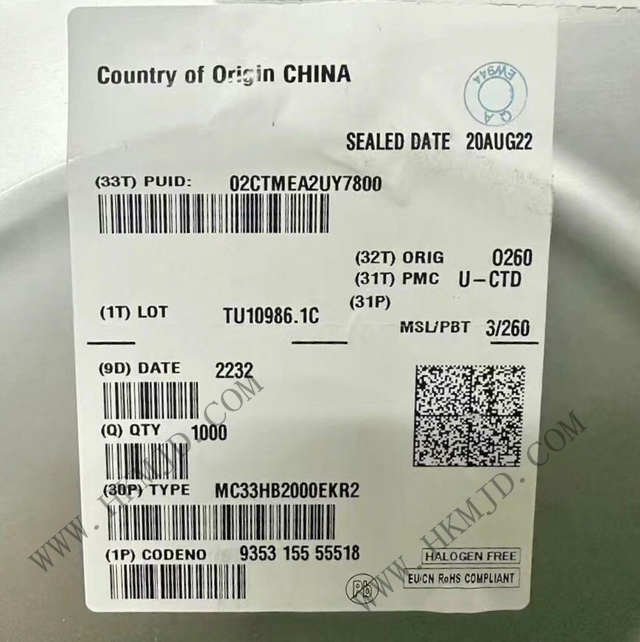 Country of Origin CHINA
EW944
Q.A
SEALED DATE 20AUG22
(33T) PUID: 02CTMEA2UY7800
(32T) ORIG 0260
(31T) PMC U-CTD
(31P)
(1T) LOT TU10986.1C
MSL/PBT 3/260
(9D) DATE 2232
(Q) QTY 1000
(30P) TYPE MC33HB2000EKR2
(1P) CODENO 9353 155 55518
HALOGEN FREE
Pb
EU/CN RoHS COMPLIANT
WWW.HKMJD.COM
WWW.HKMJD.COM